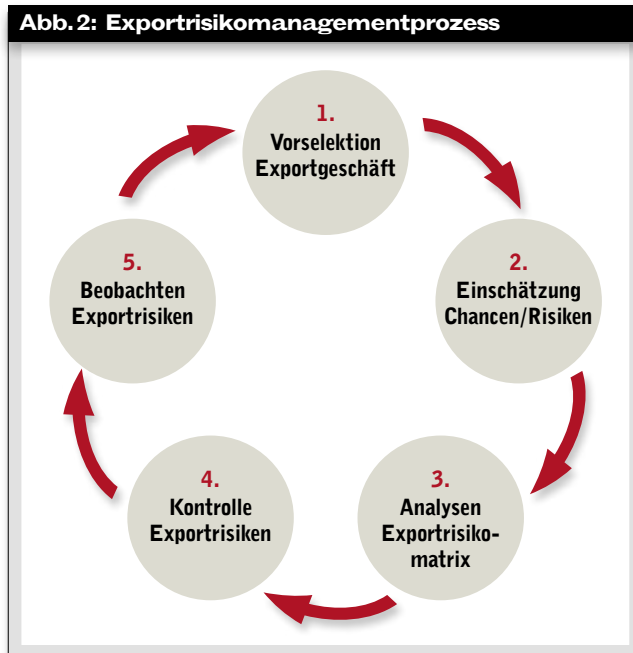 Abb. 2: Exportrisikomanagementprozess
1.
Vorselektion
Exportgeschäft
2.
Einschätzung
Chancen/Risiken
3.
Analysen
Exportrisiko-
matrix
4.
Kontrolle
Exportrisiken
5.
Beobachten
Exportrisiken